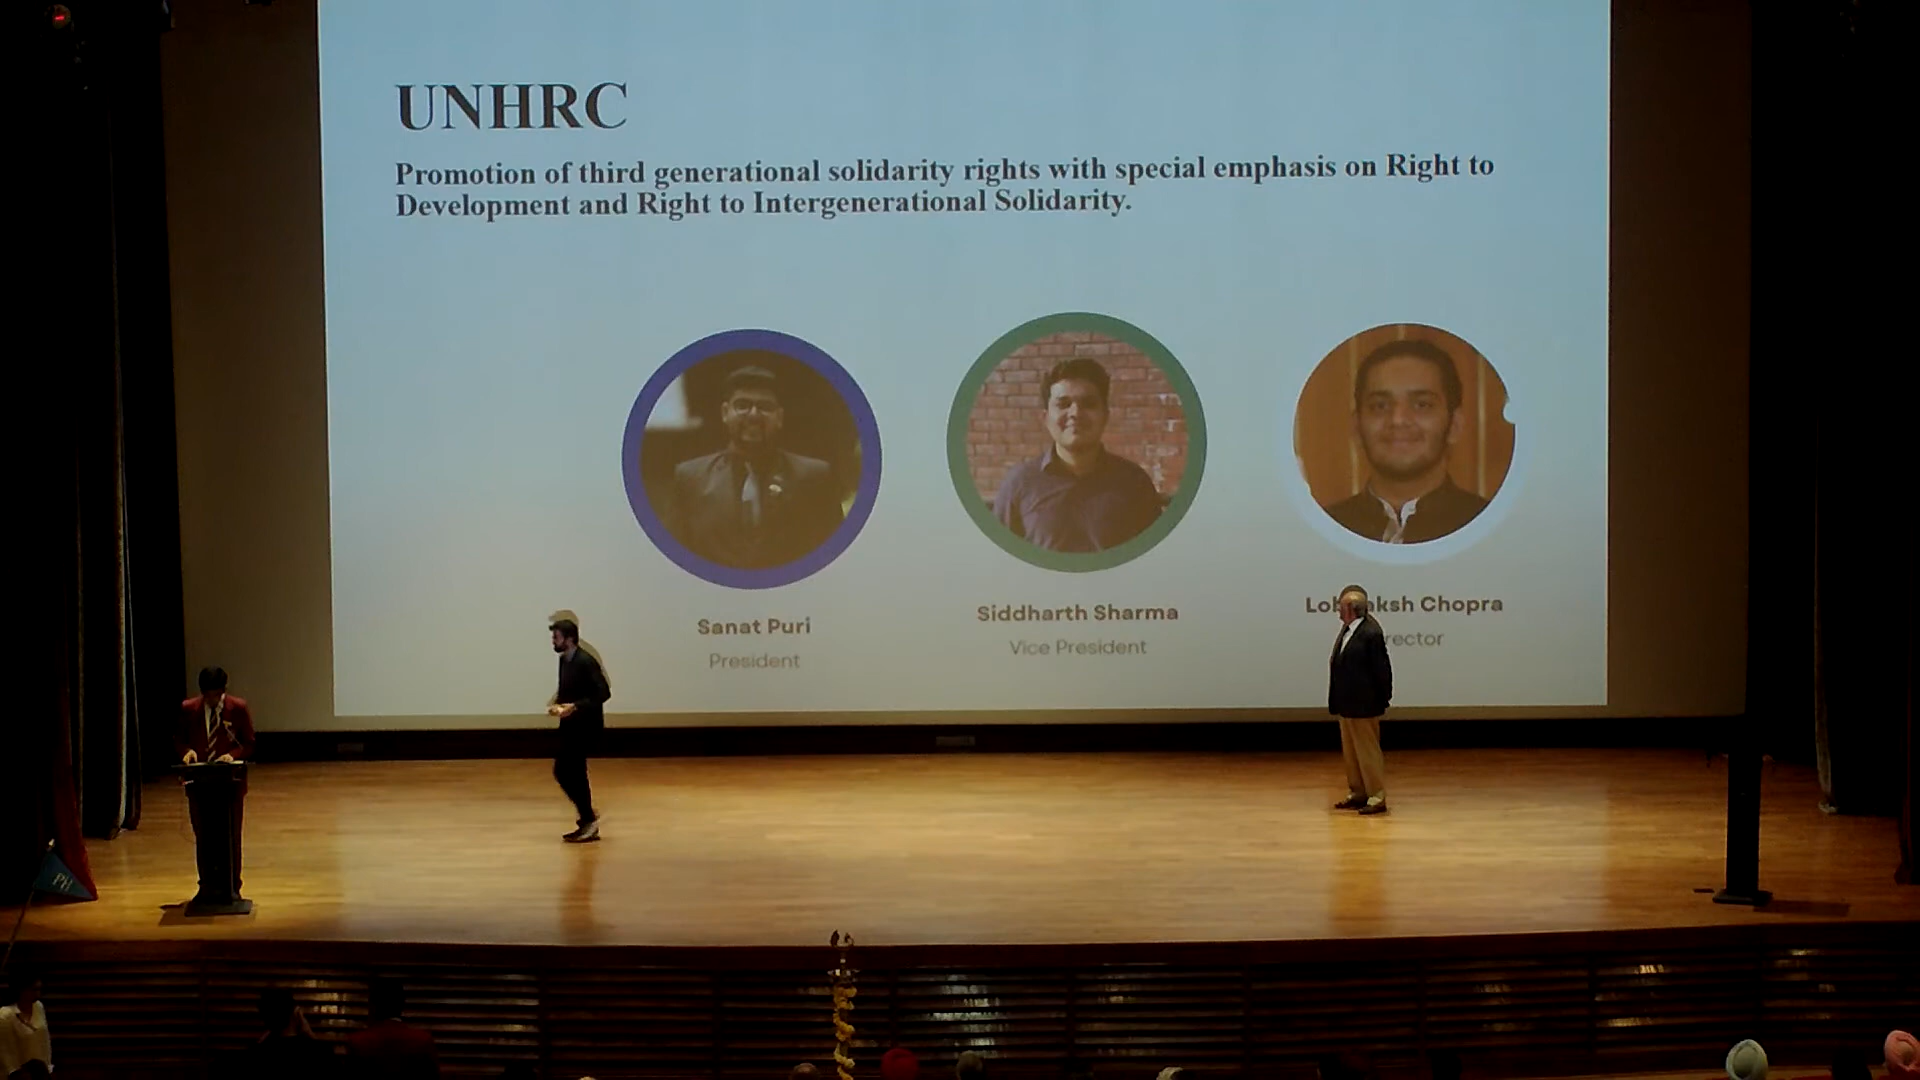 UNHRC
Promotion of third generational solidarity rights with special emphasis on Right to
Development and Right to Intergenerational Solidarity.
Sanat Puri
President
Siddharth Sharma
Vice President
Chopra
PH